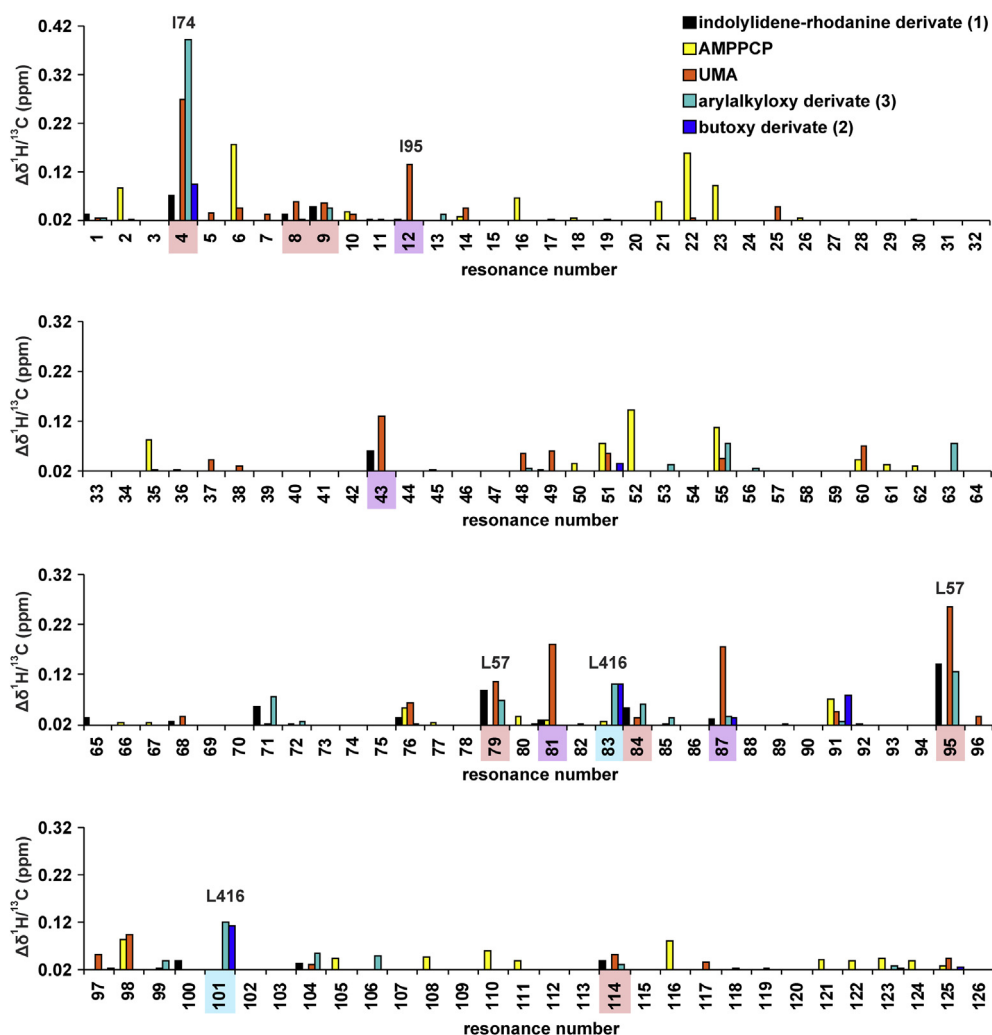 indolylidene-rhodanine derivate (1)
AMPPCP
UMA
arylalkyloxy derivate (3)
butoxy derivate (2)
Δδ¹H/¹³C (ppm)
0.42
0.32
0.22
0.12
0.02
I74
I95
1 2 3 4 5 6 7 8 9 10 11 12 13 14 15 16 17 18 19 20 21 22 23 25 26 28 29 30 31 32
resonance number
Δδ¹H/¹³C (ppm)
0.32
0.22
0.12
0.02
33 34 35 36 37 38 39 40 41 42 43 44 45 46 47 48 49 50 51 52 53 54 55 56 57 58 59 60 61 62 63 64
resonance number
Δδ¹H/¹³C (ppm)
0.32
0.22
0.12
0.02
L57
L416
L57
65 66 67 68 69 70 71 72 73 74 75 76 77 78 79 80 81 82 83 84 85 86 87 88 89 90 91 92 93 94 95 96
resonance number
Δδ¹H/¹³C (ppm)
0.32
0.22
0.12
0.02
L416
97 98 99 100 101 102 103 104 105 106 107 108 109 110 111 112 113 114 115 116 117 118 119 120 121 122 123 124 125 126
resonance number